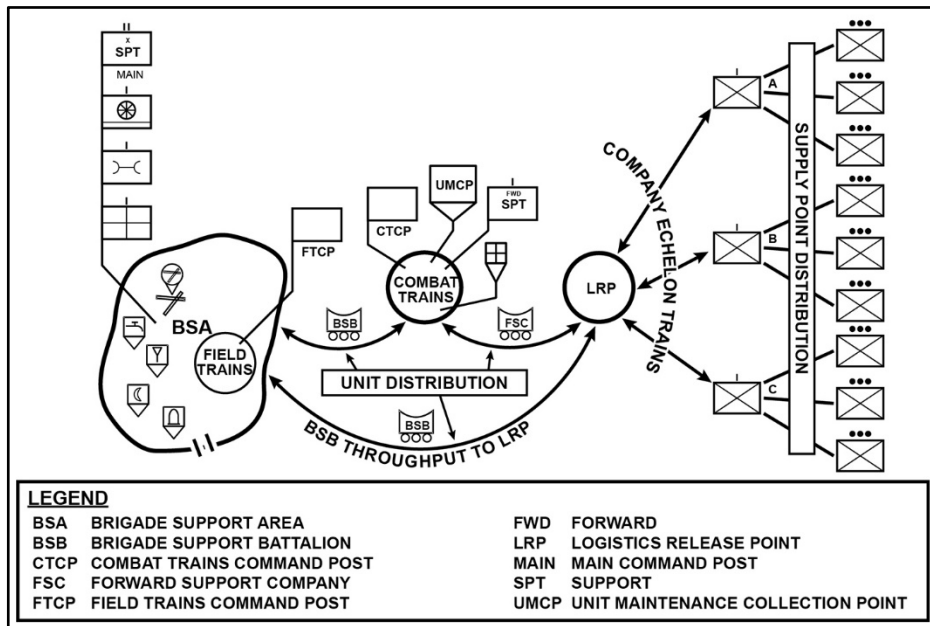 SPT
MAIN
FTCP
CTCP
UMCP
FWD
SPT
BSA
FIELD
TRAINS
COMBAT
TRAINS
LRP
BSB
FSC
UNIT DISTRIBUTION
BSB
BSB THROUGHPUT TO LRP
COMPANY ECHELON TRAINS
A
B
C
SUPPLY POINT DISTRIBUTION
LEGEND
BSA BRIGADE SUPPORT AREA
BSB BRIGADE SUPPORT BATTALION
CTCP COMBAT TRAINS COMMAND POST
FSC FORWARD SUPPORT COMPANY
FTCP FIELD TRAINS COMMAND POST
FWD FORWARD
LRP LOGISTICS RELEASE POINT
MAIN MAIN COMMAND POST
SPT SUPPORT
UMCP UNIT MAINTENANCE COLLECTION POINT